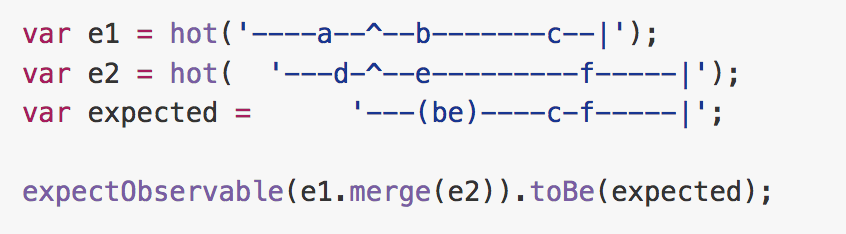 var e1 = hot('----a--^--b-------c--|');
var e2 = hot(  '---d-^--e---------f-----|');
var expected =      '---(be)----c-f-----|';
expectObservable(e1.merge(e2)).toBe(expected);